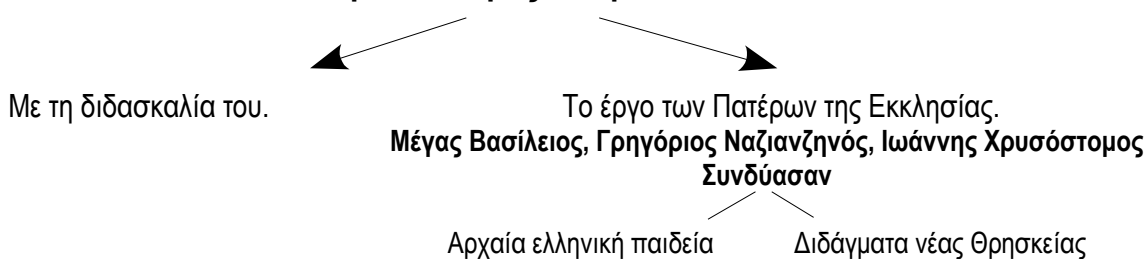 Με τη διδασκαλία του.
Το έργο των Πατέρων της Εκκλησίας.
Μέγας Βασίλειος, Γρηγόριος Ναζιανζηνός, Ιωάννης Χρυσόστομος
Συνδύασαν
Αρχαία ελληνική παιδεία
Διδάγματα νέας Θρησκείας